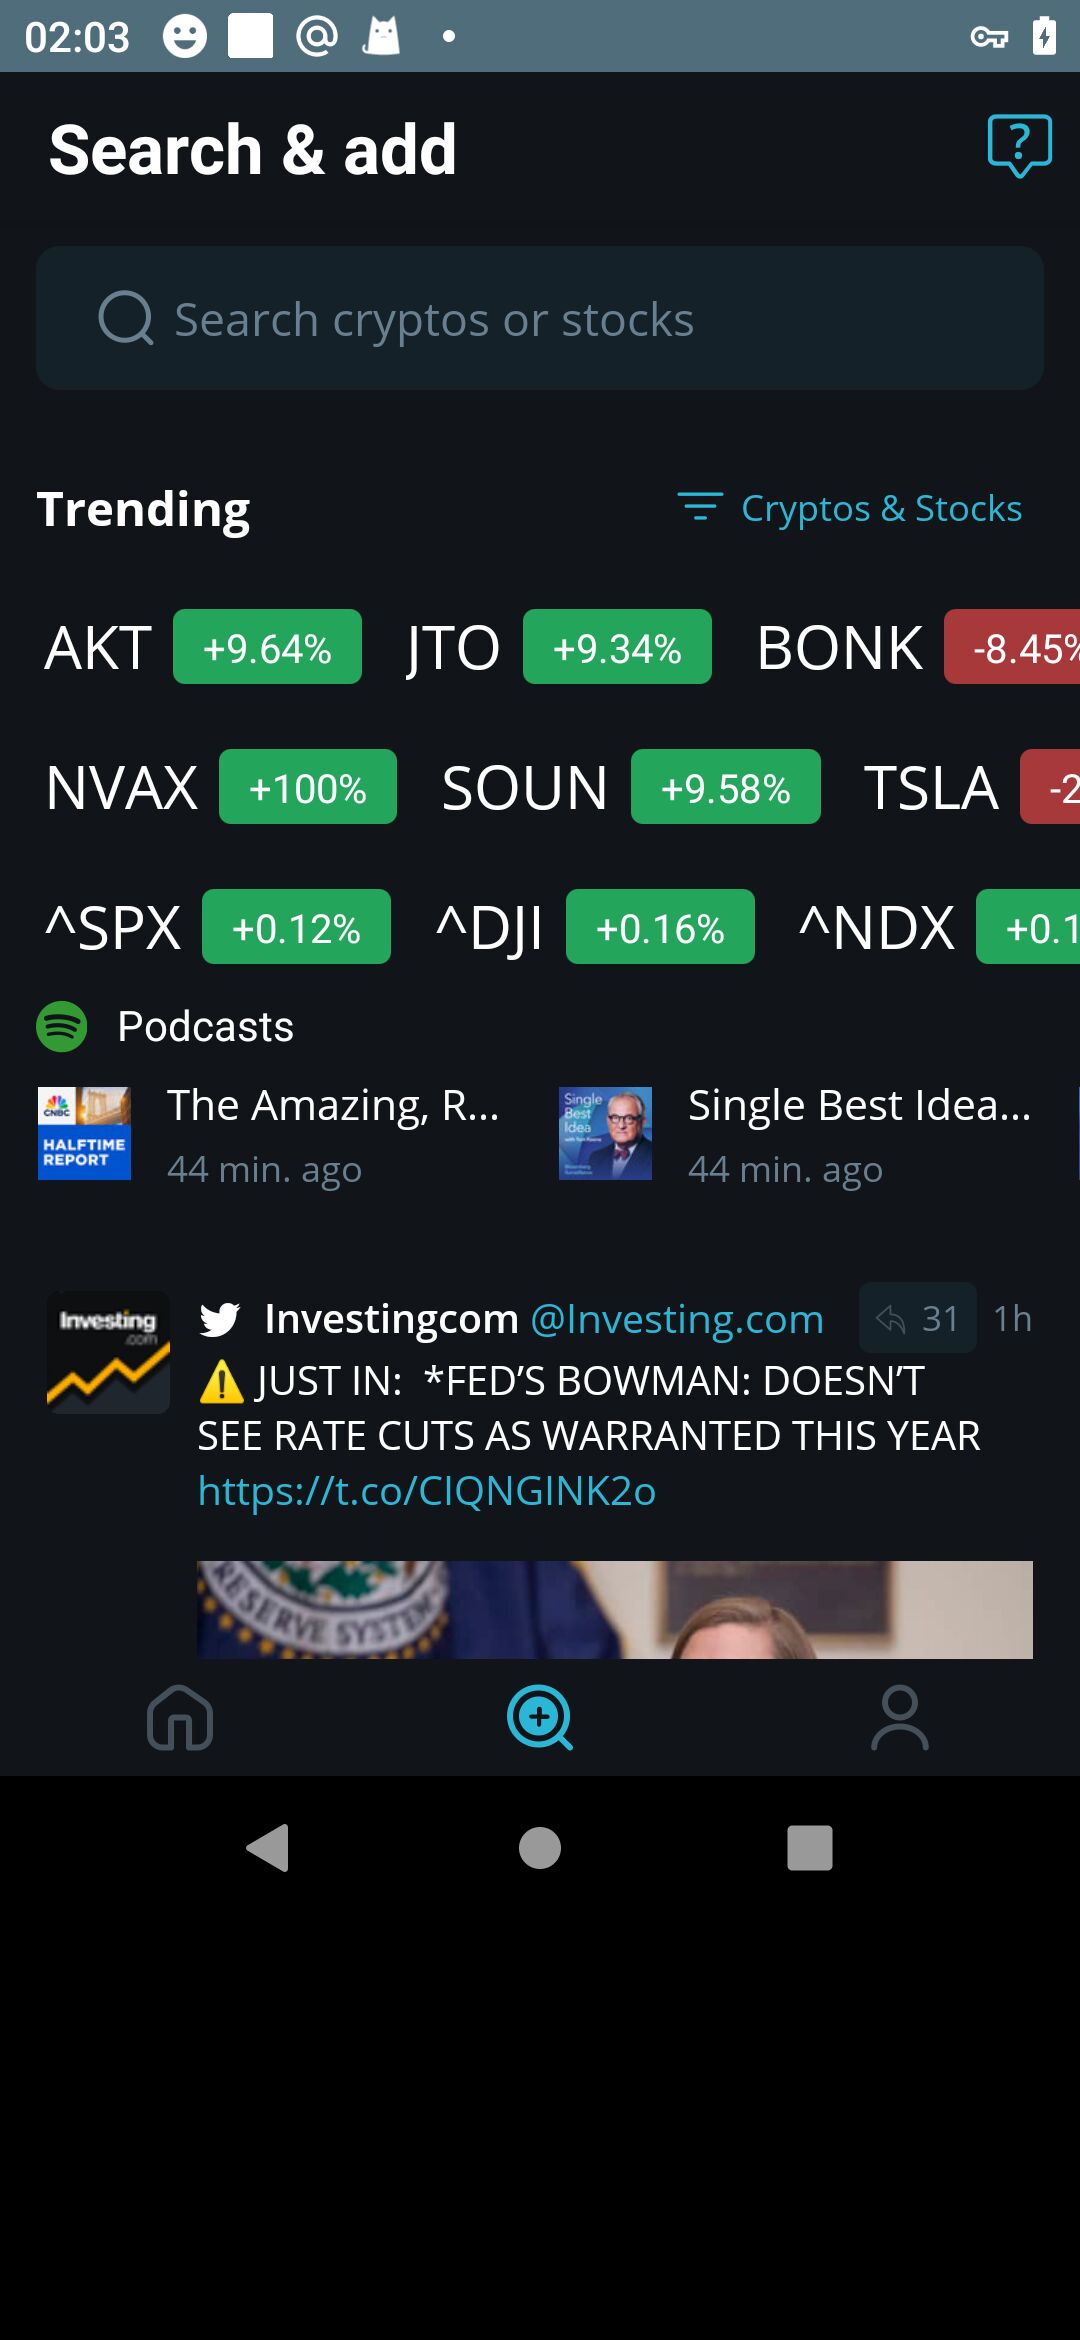 02:03
Search & add
Search cryptos or stocks
Trending
Cryptos & Stocks
AKT +9.64% JTO +9.34% BONK -8.45%
NVAX +100% SOUN +9.58% TSLA -2
^SPX +0.12% ^DJI +0.16% ^NDX +0.1
Podcasts
CNBC
HALFTIME
REPORT
The Amazing, R...
44 min. ago
Single
Best
Idea
Single Best Idea...
44 min. ago
Investing
.com
Investingcom @Investing.com 31 1h
⚠️ JUST IN: *FED’S BOWMAN: DOESN’T
SEE RATE CUTS AS WARRANTED THIS YEAR
https://t.co/CIQNGINK2o
RESERVE SYSTEM